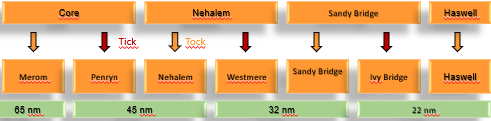 Core Nehalem Sandy Bridge Haswell
Tick Tock
Merom Penryn Nehalem Westmere Sandy Bridge Ivy Bridge Haswell
65 nm 45 nm 32 nm 22 nm